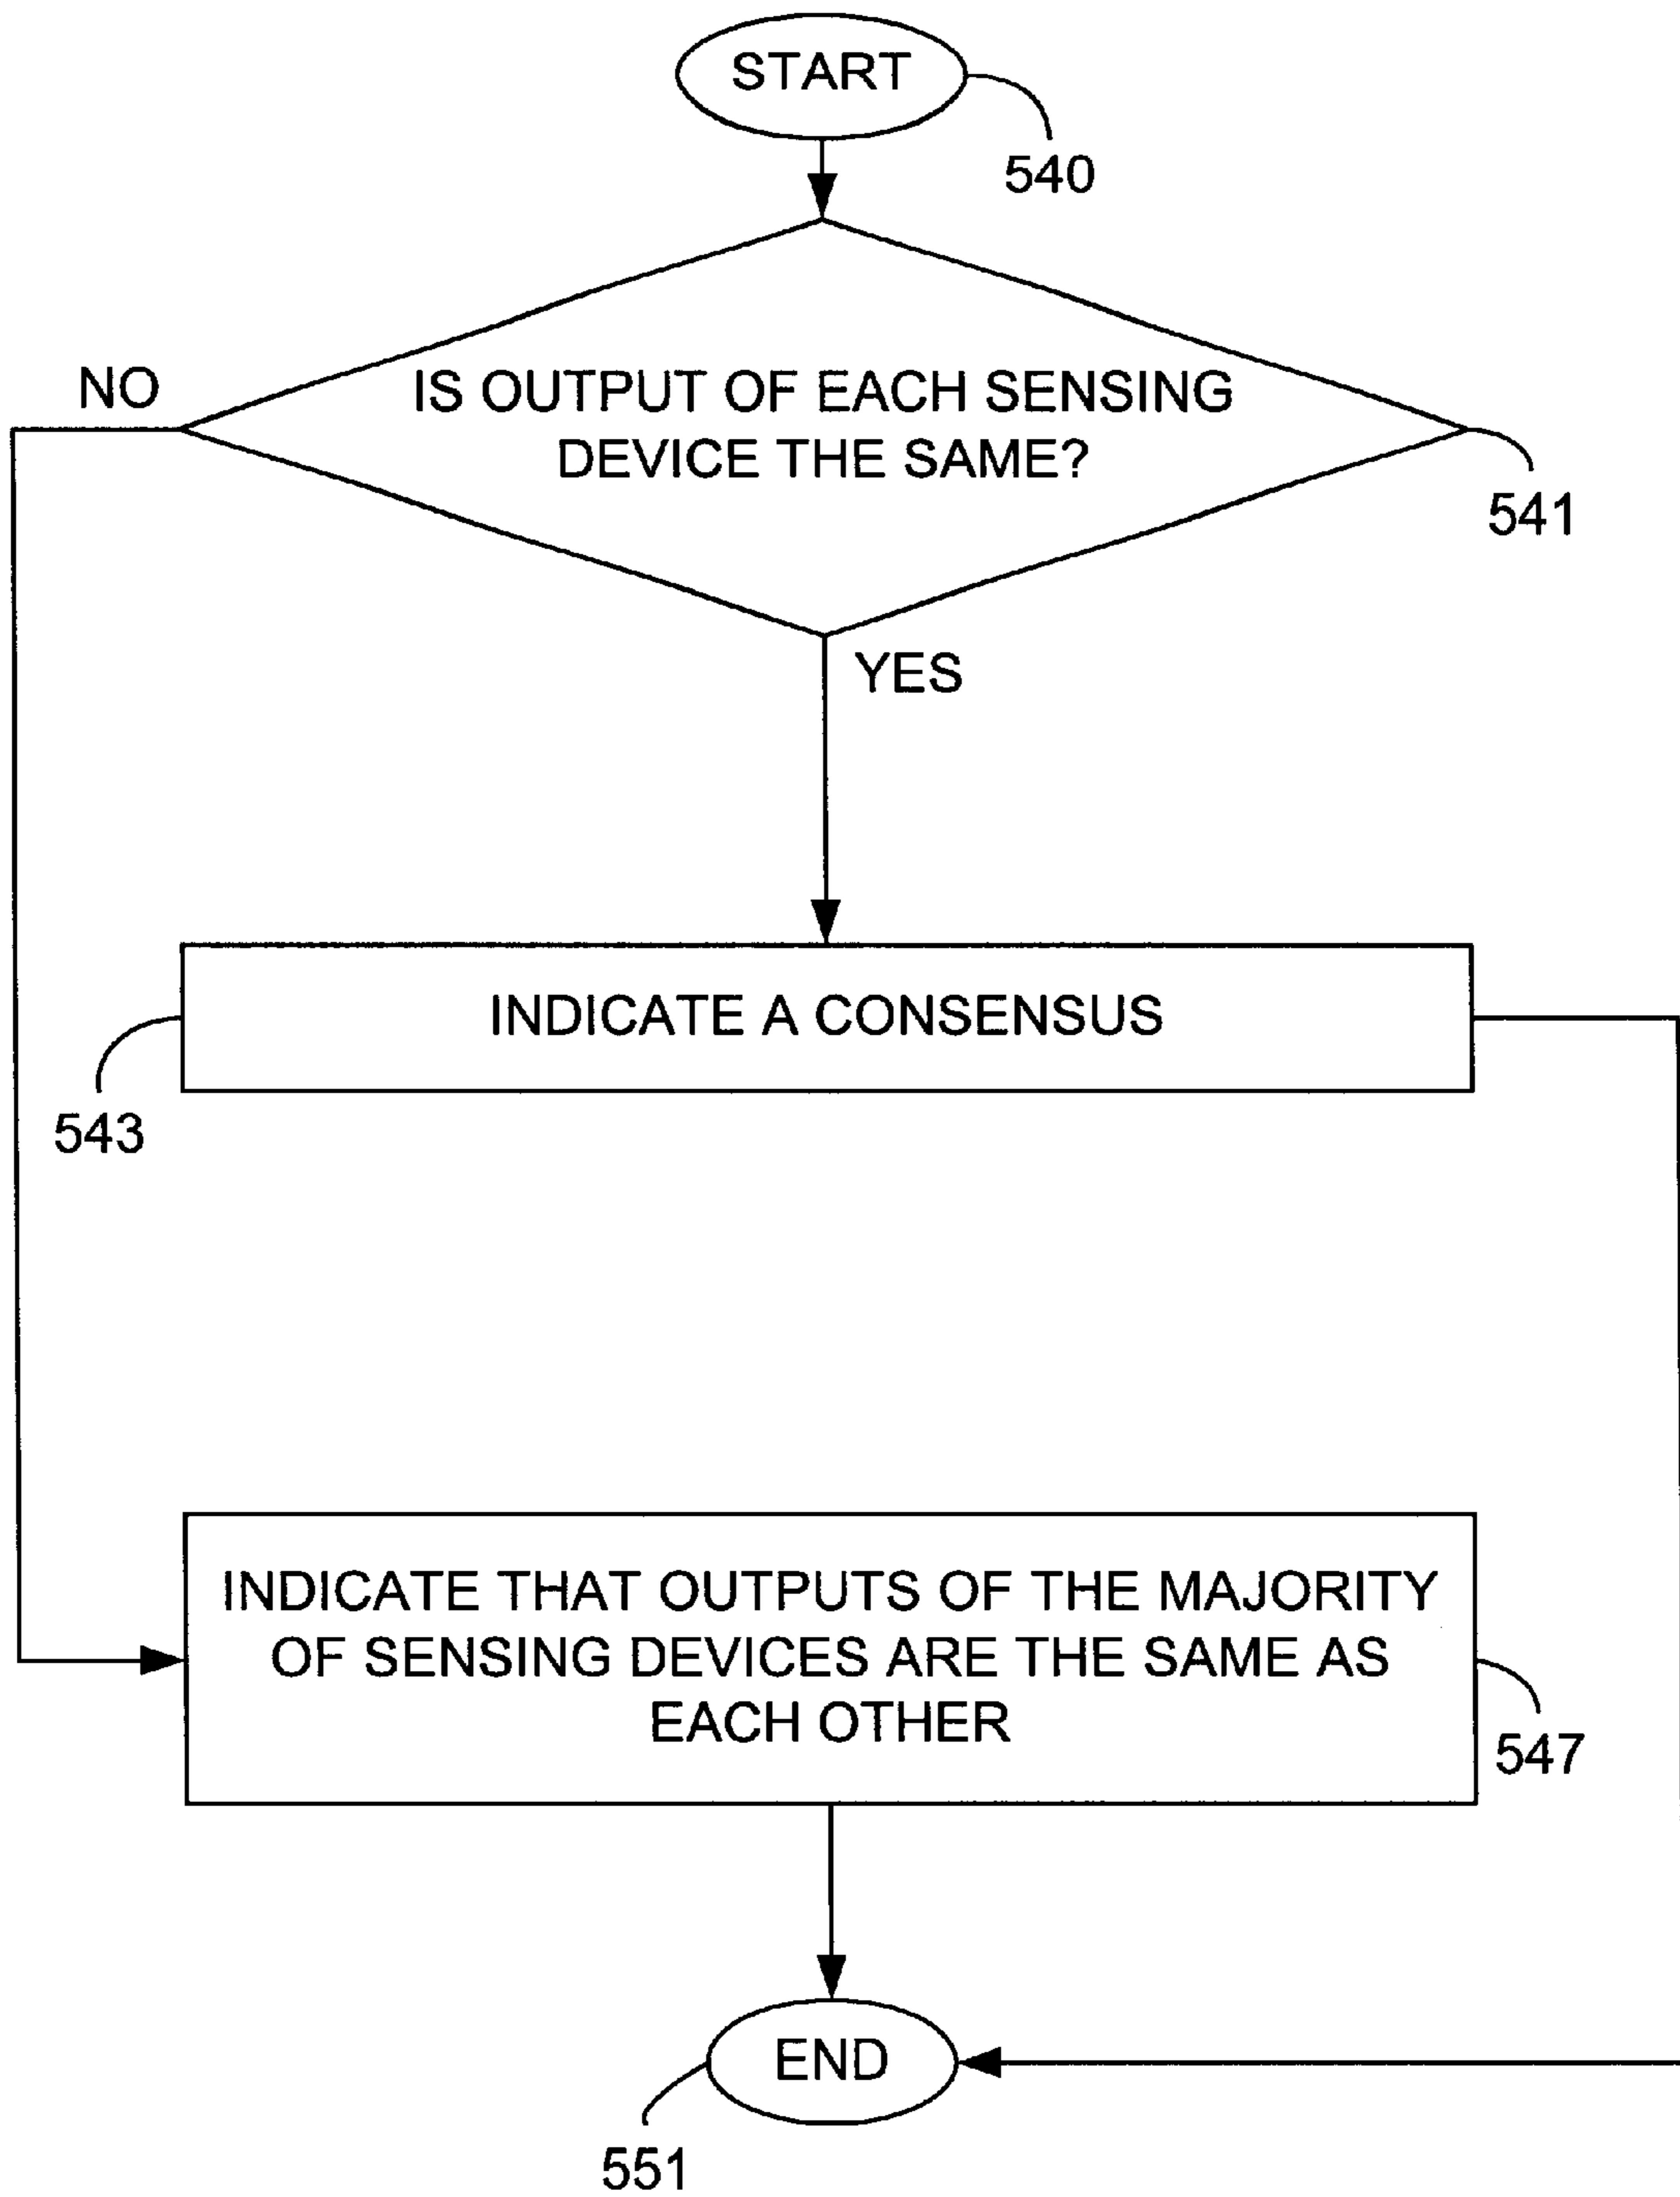 START
540
NO
IS OUTPUT OF EACH SENSING
DEVICE THE SAME?
541
YES
INDICATE A CONSENSUS
543
INDICATE THAT OUTPUTS OF THE MAJORITY
OF SENSING DEVICES ARE THE SAME AS
EACH OTHER
547
END
551